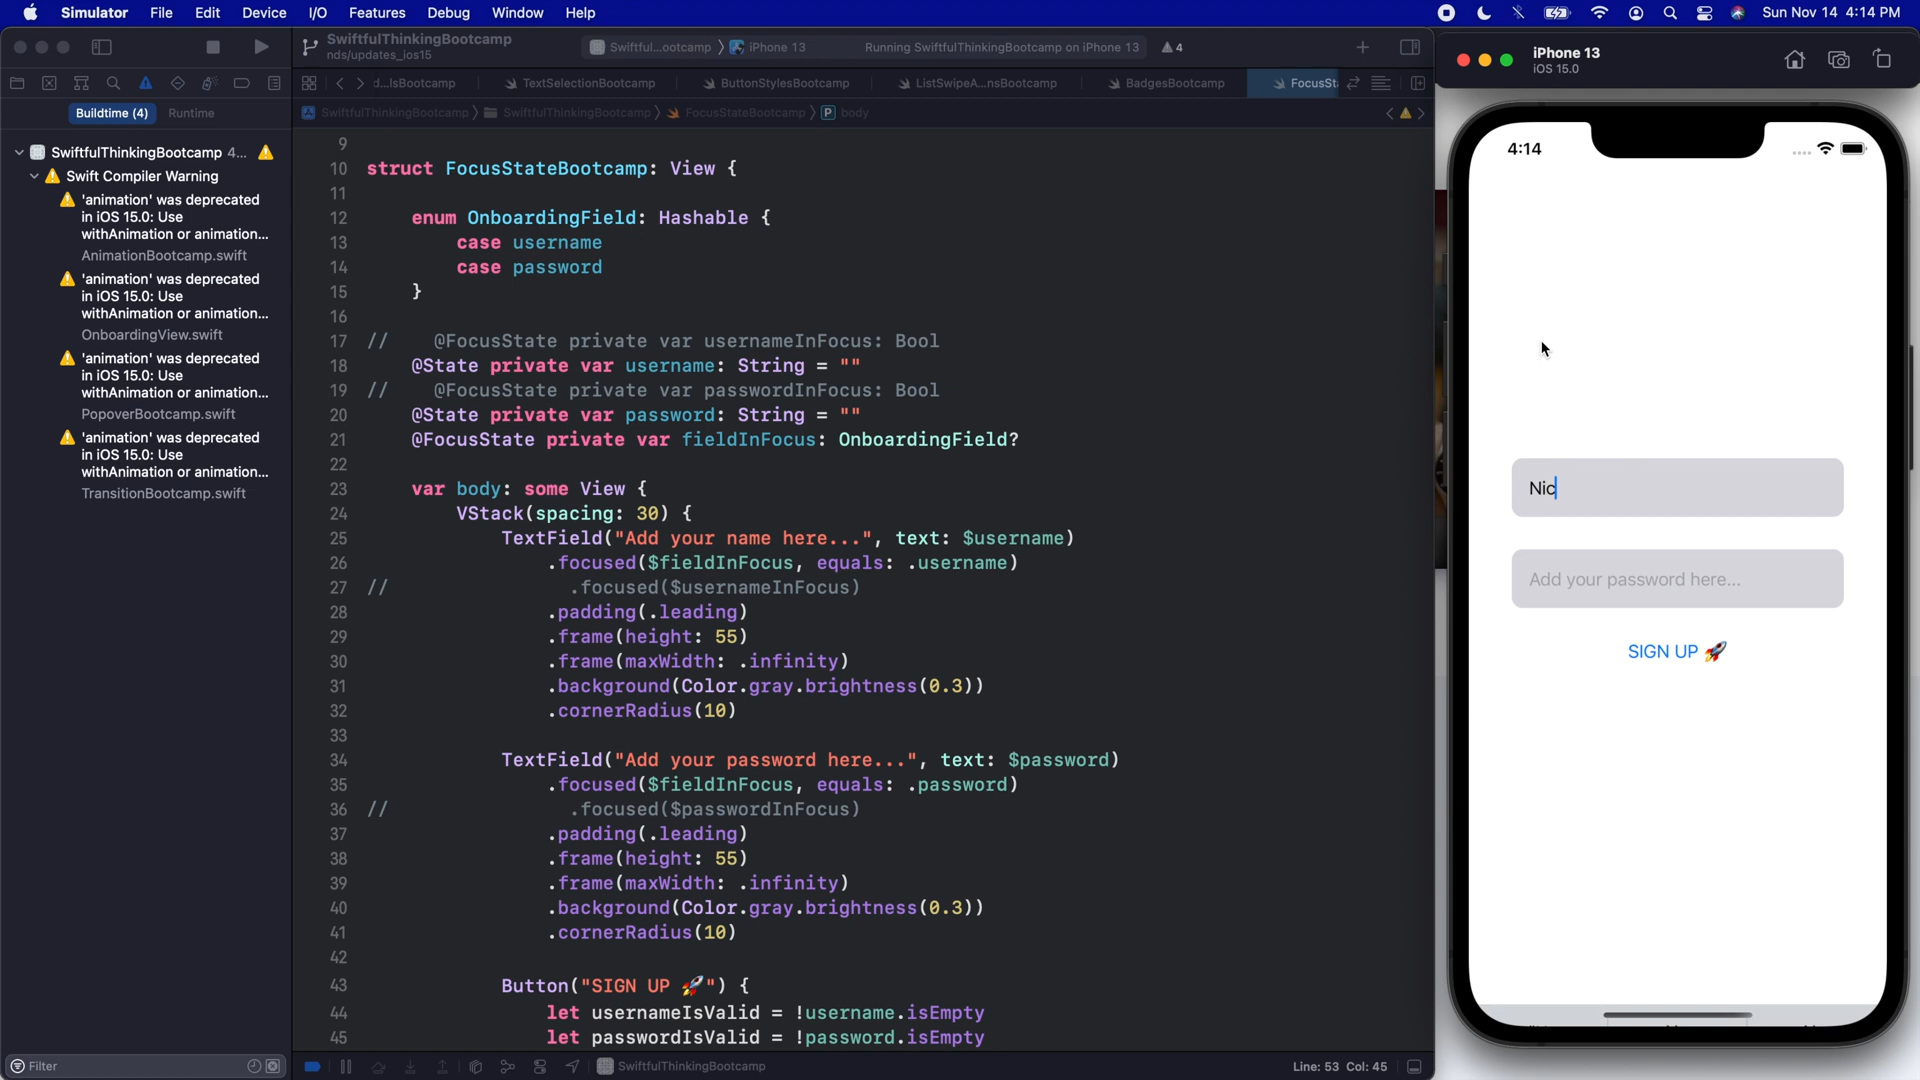 Simulator File Edit Device I/O Features Debug Window Help
Sun Nov 14 4:14 PM
SwiftfulThinkingBootcamp
nds/updates_ios15
Swiftful...ootcamp
iPhone 13
Running SwiftfulThinkingBootcamp on iPhone 13
4
d...lsBootcamp
TextSelectionBootcamp
ButtonStylesBootcamp
ListSwipeA...nsBootcamp
BadgesBootcamp
FocusSt
Buildtime (4)
Runtime
SwiftfulThinkingBootcamp
SwiftfulThinkingBootcamp
FocusStateBootcamp
P body
SwiftfulThinkingBootcamp 4...
Swift Compiler Warning
'animation' was deprecated
in iOS 15.0: Use
withAnimation or animation...
AnimationBootcamp.swift
'animation' was deprecated
in iOS 15.0: Use
withAnimation or animation...
OnboardingView.swift
'animation' was deprecated
in iOS 15.0: Use
withAnimation or animation...
PopoverBootcamp.swift
'animation' was deprecated
in iOS 15.0: Use
withAnimation or animation...
TransitionBootcamp.swift
Filter
9
10 struct FocusStateBootcamp: View {
11
12 enum OnboardingField: Hashable {
13 case username
14 case password
15 }
16
17 // @FocusState private var usernameInFocus: Bool
18 @State private var username: String = ""
19 // @FocusState private var passwordInFocus: Bool
20 @State private var password: String = ""
21 @FocusState private var fieldInFocus: OnboardingField?
22
23 var body: some View {
24 VStack(spacing: 30) {
25 TextField("Add your name here...", text: $username)
26 .focused($fieldInFocus, equals: .username)
27 // .focused($usernameInFocus)
28 .padding(.leading)
29 .frame(height: 55)
30 .frame(maxWidth: .infinity)
31 .background(Color.gray.brightness(0.3))
32 .cornerRadius(10)
33
34 TextField("Add your password here...", text: $password)
35 .focused($fieldInFocus, equals: .password)
36 // .focused($passwordInFocus)
37 .padding(.leading)
38 .frame(height: 55)
39 .frame(maxWidth: .infinity)
40 .background(Color.gray.brightness(0.3))
41 .cornerRadius(10)
42
43 Button("SIGN UP 🚀") {
44 let usernameIsValid = !username.isEmpty
45 let passwordIsValid = !password.isEmpty
SwiftfulThinkingBootcamp
Line: 53 Col: 45
iPhone 13
iOS 15.0
4:14
Nic
Add your password here...
SIGN UP 🚀